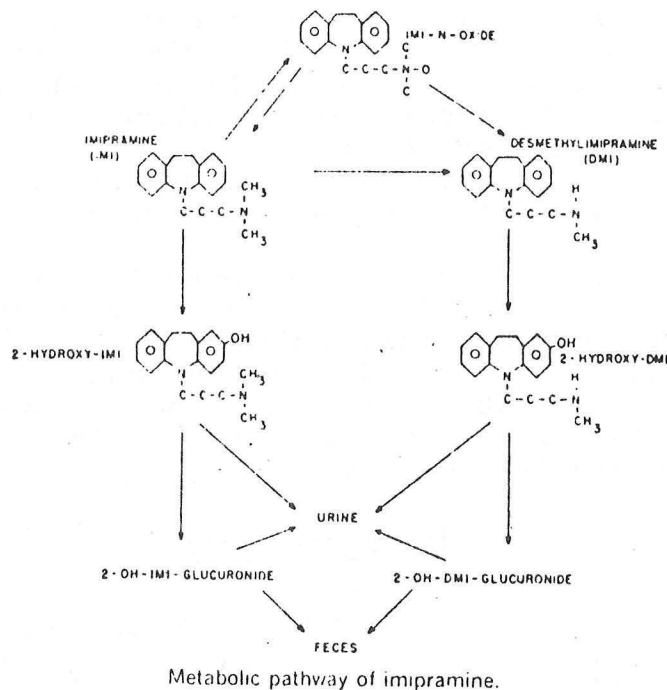 IMI-N-OXIDE
N
C
C-C-C-N-O
C
IMIPRAMINE
(IMI)
N
CH3
C-C-C-N
CH3
DESMETHYLIMIPRAMINE
(DMI)
N
H
C-C-C-N
CH3
2-HYDROXY-IMI
OH
N
CH3
C-C-C-N
CH3
OH
2-HYDROXY-DMI
N
H
C-C-C-N
CH3
URINE
2-OH-IMI-GLUCURONIDE
2-OH-DMI-GLUCURONIDE
FECES
Metabolic pathway of imipramine.